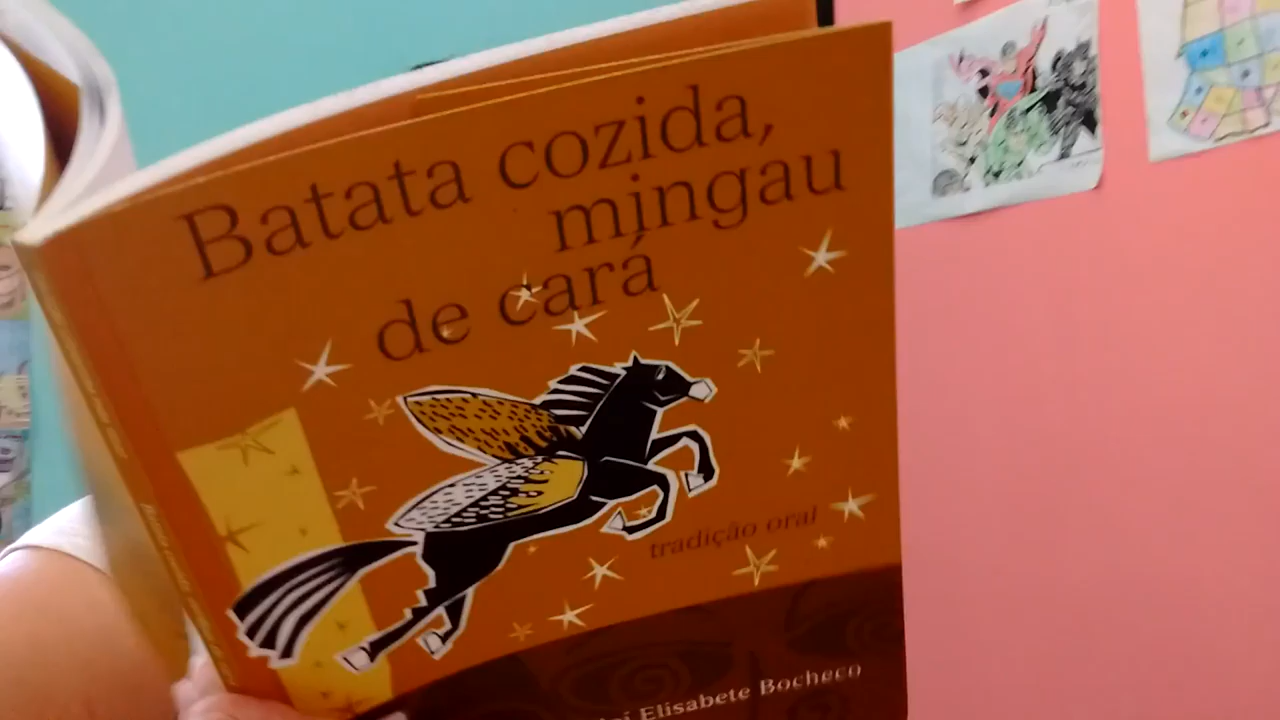 Batata cozida,
mingau
de cará
tradição oral
Elisabete Bocheco